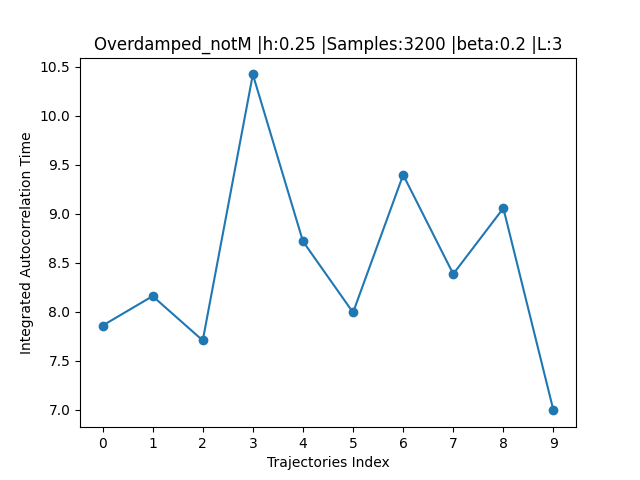 Overdamped_notM |h:0.25 |Samples:3200 |beta:0.2 |L:3
10.5
10.0
9.5
9.0
8.5
8.0
7.5
7.0
Integrated Autocorrelation Time
0 1 2 3 4 5 6 7 8 9
Trajectories Index